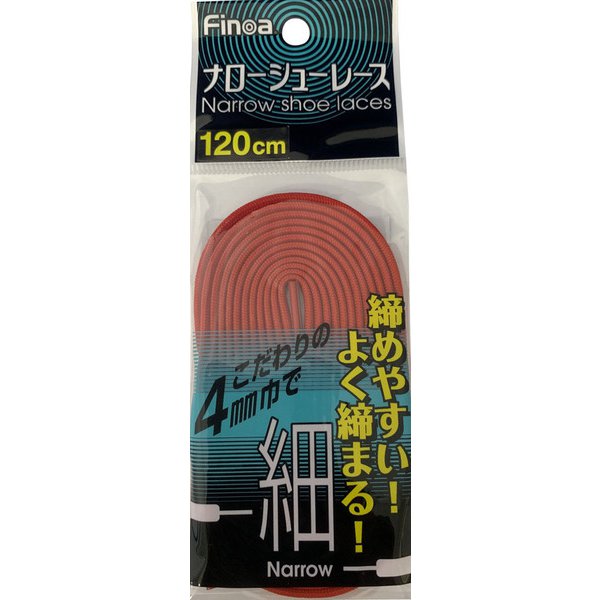 Finoa
ナローシューレース
Narrow shoe laces
120cm
締めやすい！
よく締まる！
こだわりの
4mm巾で
細
Narrow